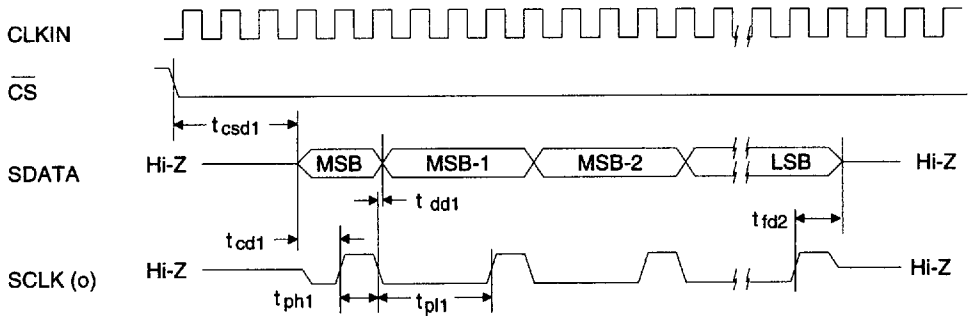 CLKIN
CS
t csd1
SDATA Hi-Z MSB MSB-1 MSB-2 LSB Hi-Z
t dd1
t cd1
t fd2
SCLK (o) Hi-Z Hi-Z
t ph1 t pl1